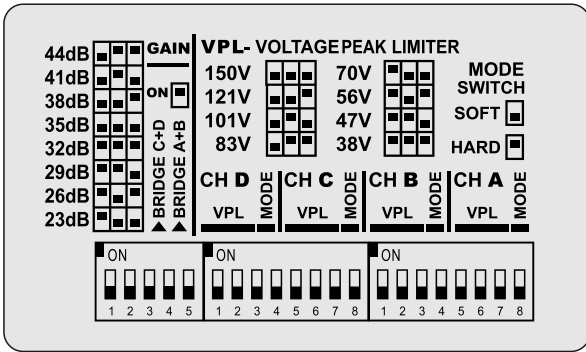 44dB GAIN VPL- VOLTAGE PEAK LIMITER
41dB 150V 70V MODE
38dB ON 121V 56V SWITCH
35dB 101V 47V SOFT
32dB 83V 38V HARD
29dB
26dB
23dB
BRIDGE C+D
BRIDGE A+B
CH D MODE CH C MODE CH B MODE CH A MODE
VPL VPL VPL VPL
ON ON ON
1 2 3 4 5 1 2 3 4 5 6 7 8 1 2 3 4 5 6 7 8